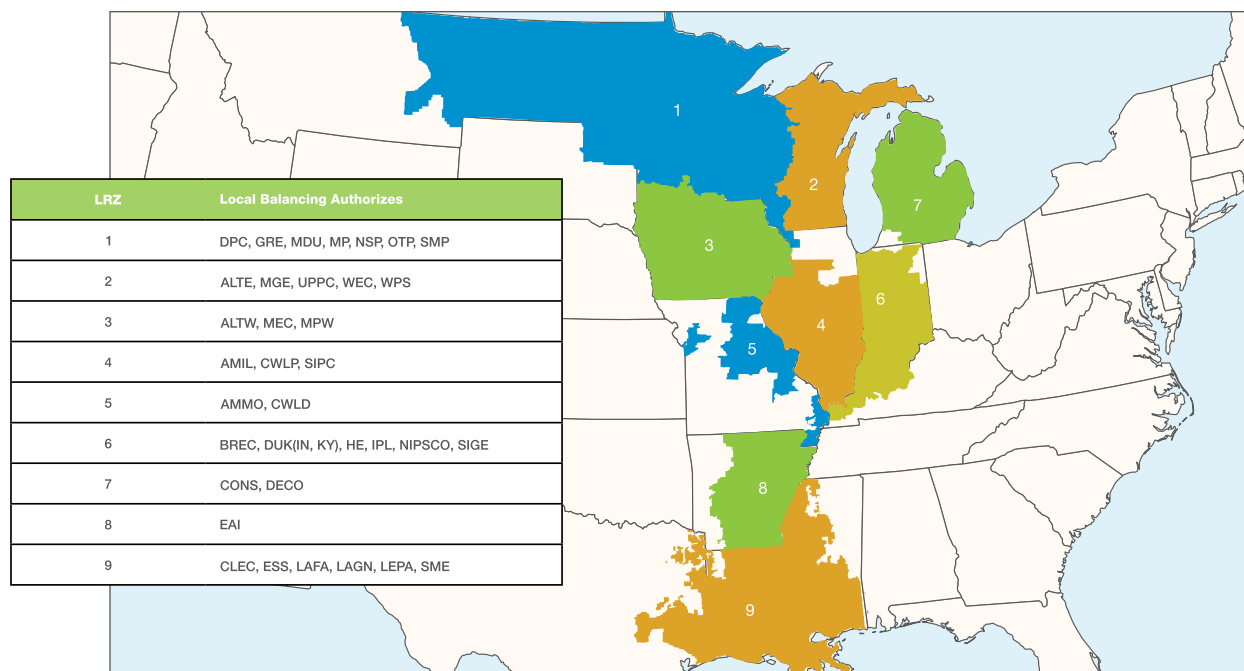 LRZ Local Balancing Authorizes
1 DPC, GRE, MDU, MP, NSP, OTP, SMP
2 ALTE, MGE, UPPC, WEC, WPS
3 ALTW, MEC, MPW
4 AMIL, CWLP, SIPC
5 AMMO, CWLD
6 BREC, DUK(IN, KY), HE, IPL, NIPSCO, SIGE
7 CONS, DECO
8 EAI
9 CLEC, ESS, LAFA, LAGN, LEPA, SME
1
2
7
3
6
4
5
8
9